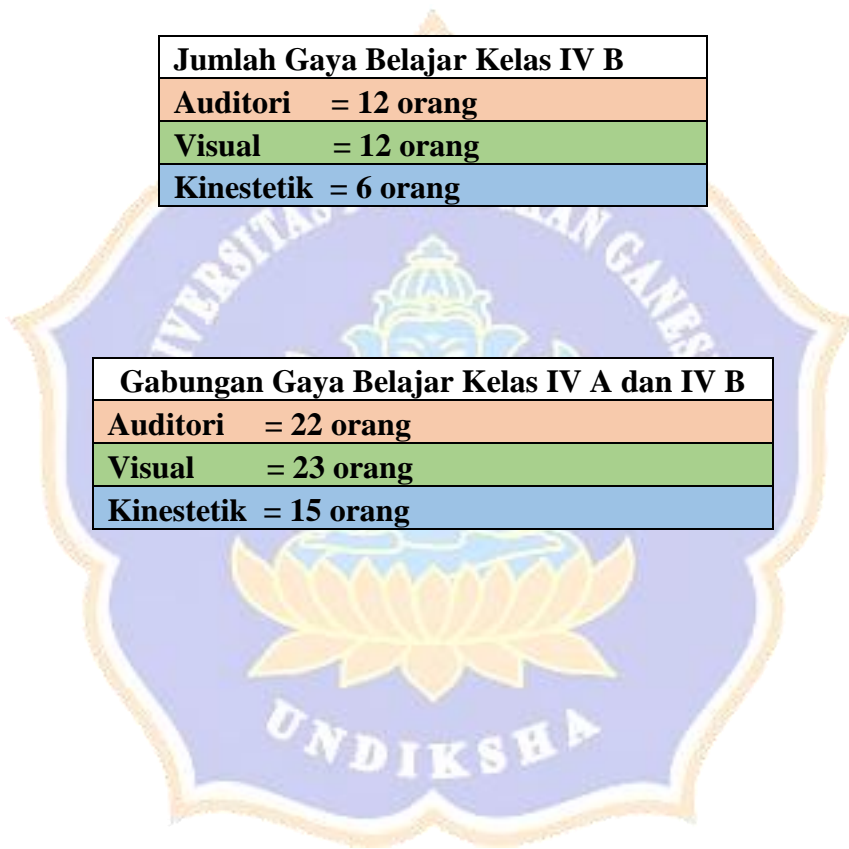 Jumlah Gaya Belajar Kelas IV B
Auditori = 12 orang
Visual = 12 orang
Kinestetik = 6 orang
Gabungan Gaya Belajar Kelas IV A dan IV B
Auditori = 22 orang
Visual = 23 orang
Kinestetik = 15 orang
UNDIKSHA